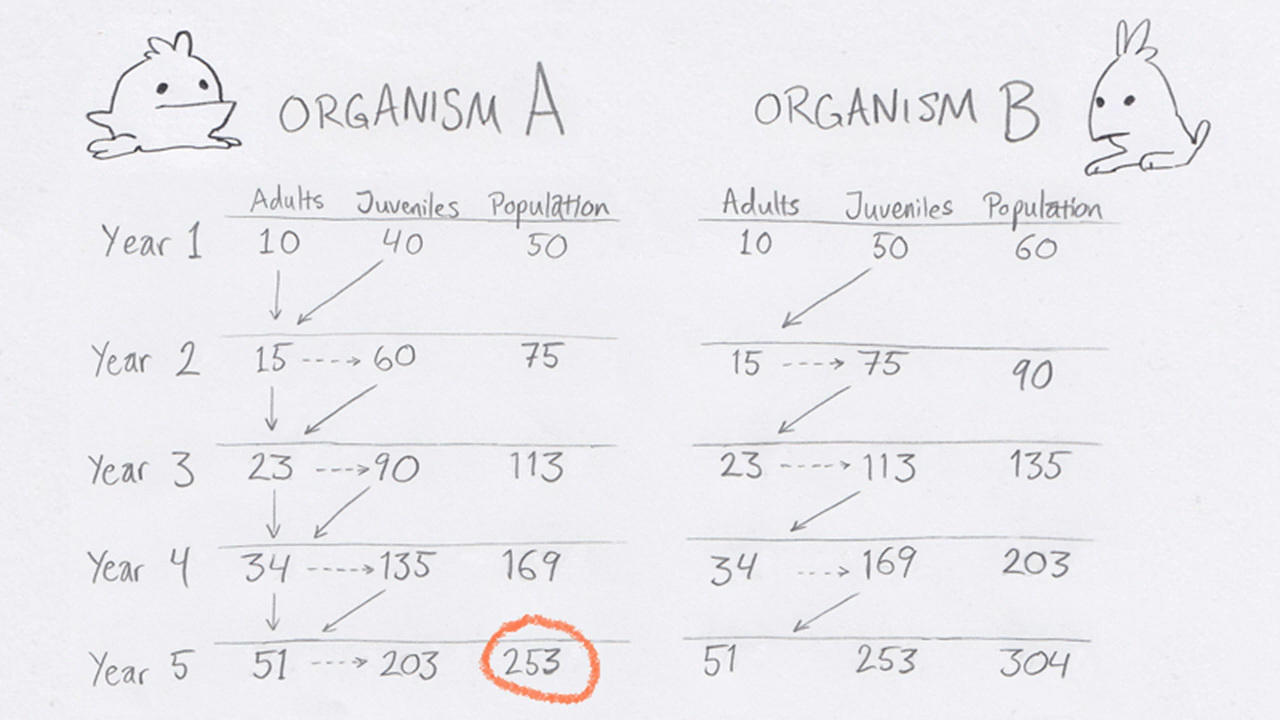 ORGANISM A ORGANISM B
Adults Juveniles Population Adults Juveniles Population
Year 1 10 40 50 10 50 60
Year 2 15 60 75 15 75 90
Year 3 23 90 113 23 113 135
Year 4 34 135 169 34 169 203
Year 5 51 203 253 51 253 304